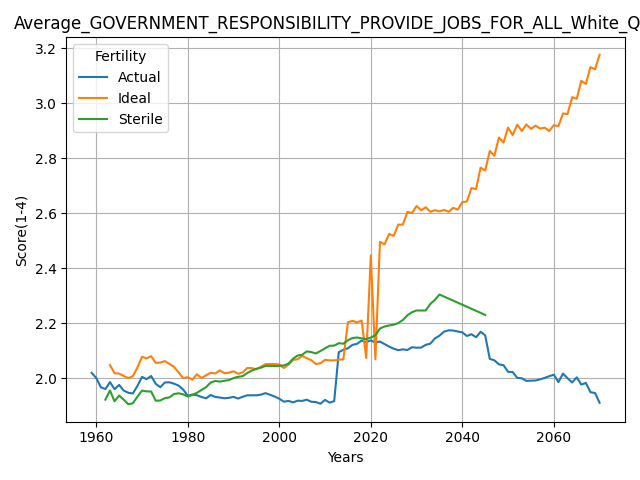 Average_GOVERNMENT_RESPONSIBILITY_PROVIDE_JOBS_FOR_ALL_White_Q
Fertility
Actual
Ideal
Sterile
Score(1-4)
3.2
3.0
2.8
2.6
2.4
2.2
2.0
1960 1980 2000 2020 2040 2060
Years